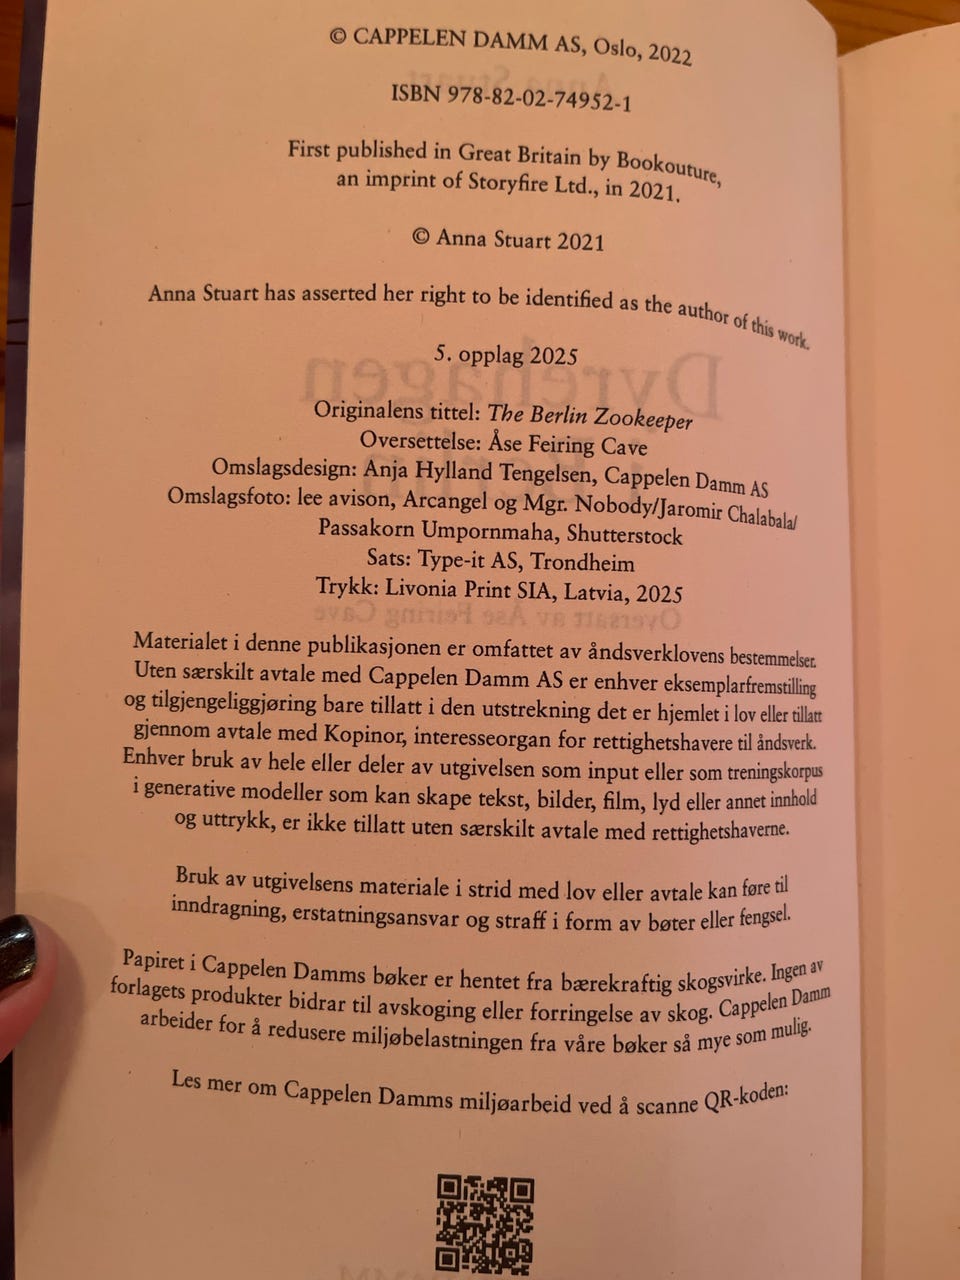 © CAPPELEN DAMM AS, Oslo, 2022
ISBN 978-82-02-74952-1
First published in Great Britain by Bookouture,
an imprint of Storyfire Ltd., in 2021.
© Anna Stuart 2021
Anna Stuart has asserted her right to be identified as the author of this work.
5. opplag 2025
Originalens tittel: The Berlin Zookeeper
Oversettelse: Åse Feiring Cave
Omslagsdesign: Anja Hylland Tengelsen, Cappelen Damm AS
Omslagsfoto: lee avison, Arcangel og Mgr. Nobody/Jaromir Chalabala/
Passakorn Umpornmaha, Shutterstock
Sats: Type-it AS, Trondheim
Trykk: Livonia Print SIA, Latvia, 2025
Materialet i denne publikasjonen er omfattet av åndsverklovens bestemmelser.
Uten særskilt avtale med Cappelen Damm AS er enhver eksemplarfremstilling
og tilgjengeliggjøring bare tillatt i den utstrekning det er hjemlet i lov eller tillatt
gjennom avtale med Kopinor, interesseorgan for rettighetshavere til åndsverk.
Enhver bruk av hele eller deler av utgivelsen som input eller som treningskorpus
i generative modeller som kan skape tekst, bilder, film, lyd eller annet innhold
og uttrykk, er ikke tillatt uten særskilt avtale med rettighetshaverne.
Bruk av utgivelsens materiale i strid med lov eller avtale kan føre til
inndragning, erstatningsansvar og straff i form av bøter eller fengsel.
Papiret i Cappelen Damms bøker er hentet fra bærekraftig skogsvirke. Ingen av
forlagets produkter bidrar til avskoging eller forringelse av skog. Cappelen Damm
arbeider for å redusere miljøbelastningen fra våre bøker så mye som mulig.
Les mer om Cappelen Damms miljøarbeid ved å scanne QR-koden: